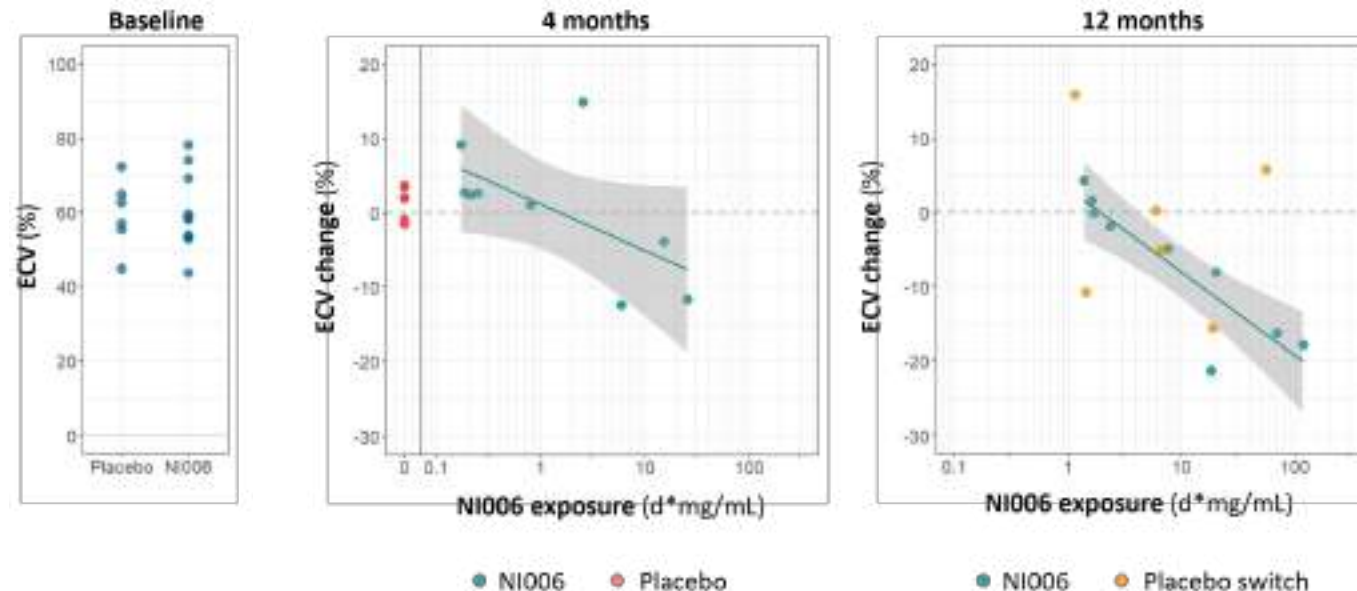 Baseline
ECV (%)
100
80
60
40
20
0
Placebo NI006
4 months
ECV change (%)
20
10
0
-10
-20
-30
0 0.1 1 10 100
NI006 exposure (d*mg/mL)
NI006 Placebo
12 months
ECV change (%)
20
10
0
-10
-20
-30
0.1 1 10 100
NI006 exposure (d*mg/mL)
NI006 Placebo switch